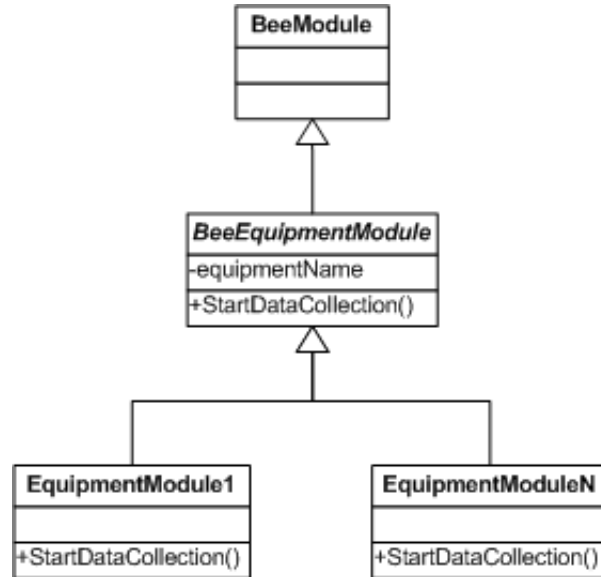 BeeModule
BeeEquipmentModule
-equipmentName
+StartDataCollection()
EquipmentModule1
+StartDataCollection()
EquipmentModuleN
+StartDataCollection()